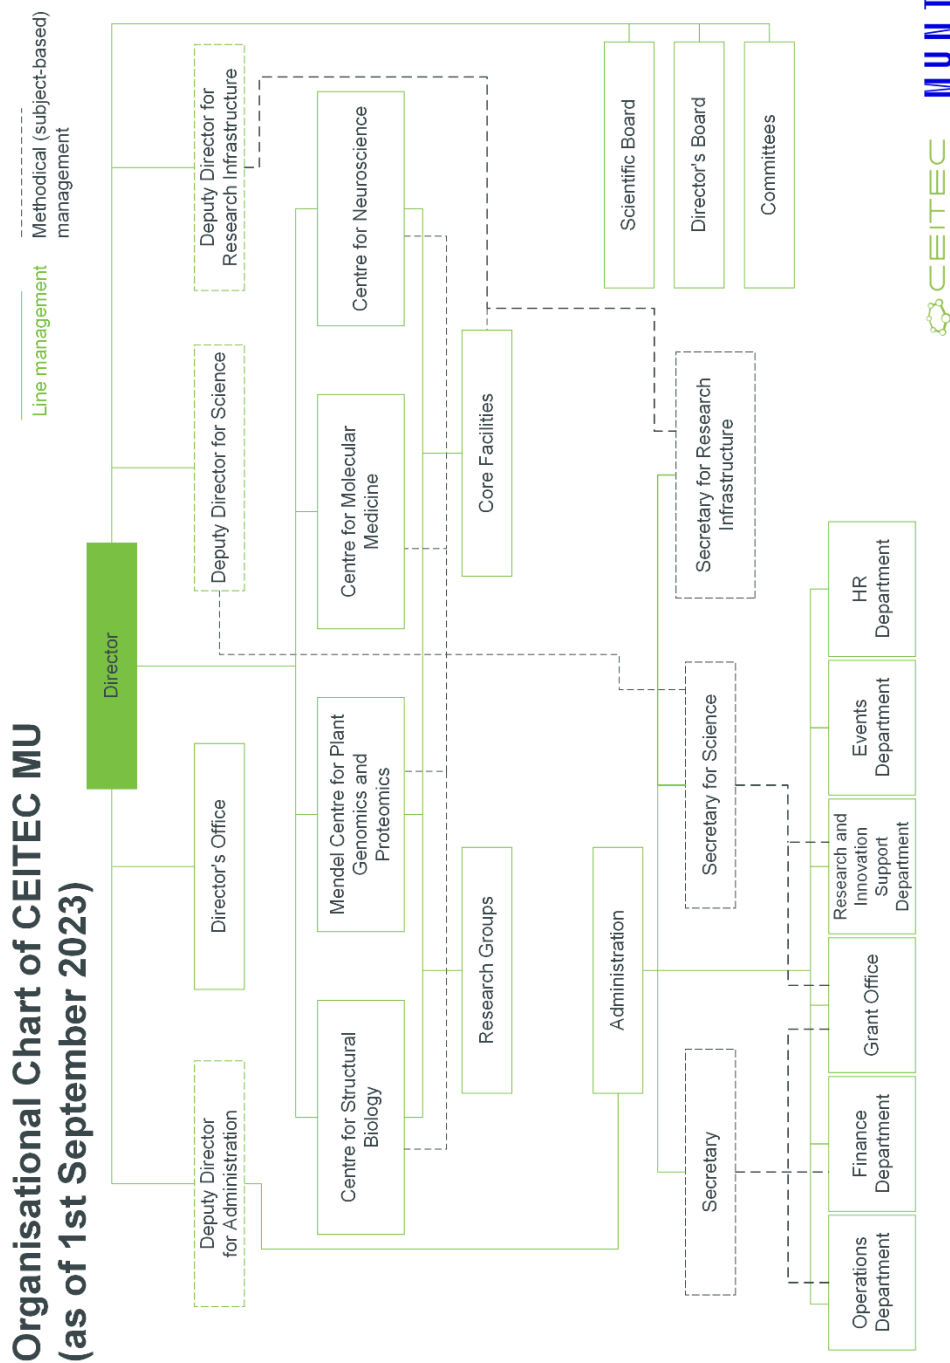 Organisational Chart of CEITEC MU
(as of 1st September 2023)
Line management
Methodical (subject-based)
management
Director
Deputy Director
for Administration
Director's Office
Deputy Director for Science
Deputy Director for
Research Infrastructure
Centre for Structural
Biology
Mendel Centre for Plant
Genomics and
Proteomics
Centre for Molecular
Medicine
Centre for Neuroscience
Research Groups
Core Facilities
Administration
Scientific Board
Director's Board
Committees
Secretary
Secretary for Science
Secretary for Research
Infrastructure
Operations
Department
Finance
Department
Grant Office
Research and
Innovation
Support
Department
Events
Department
HR
Department
CEITEC